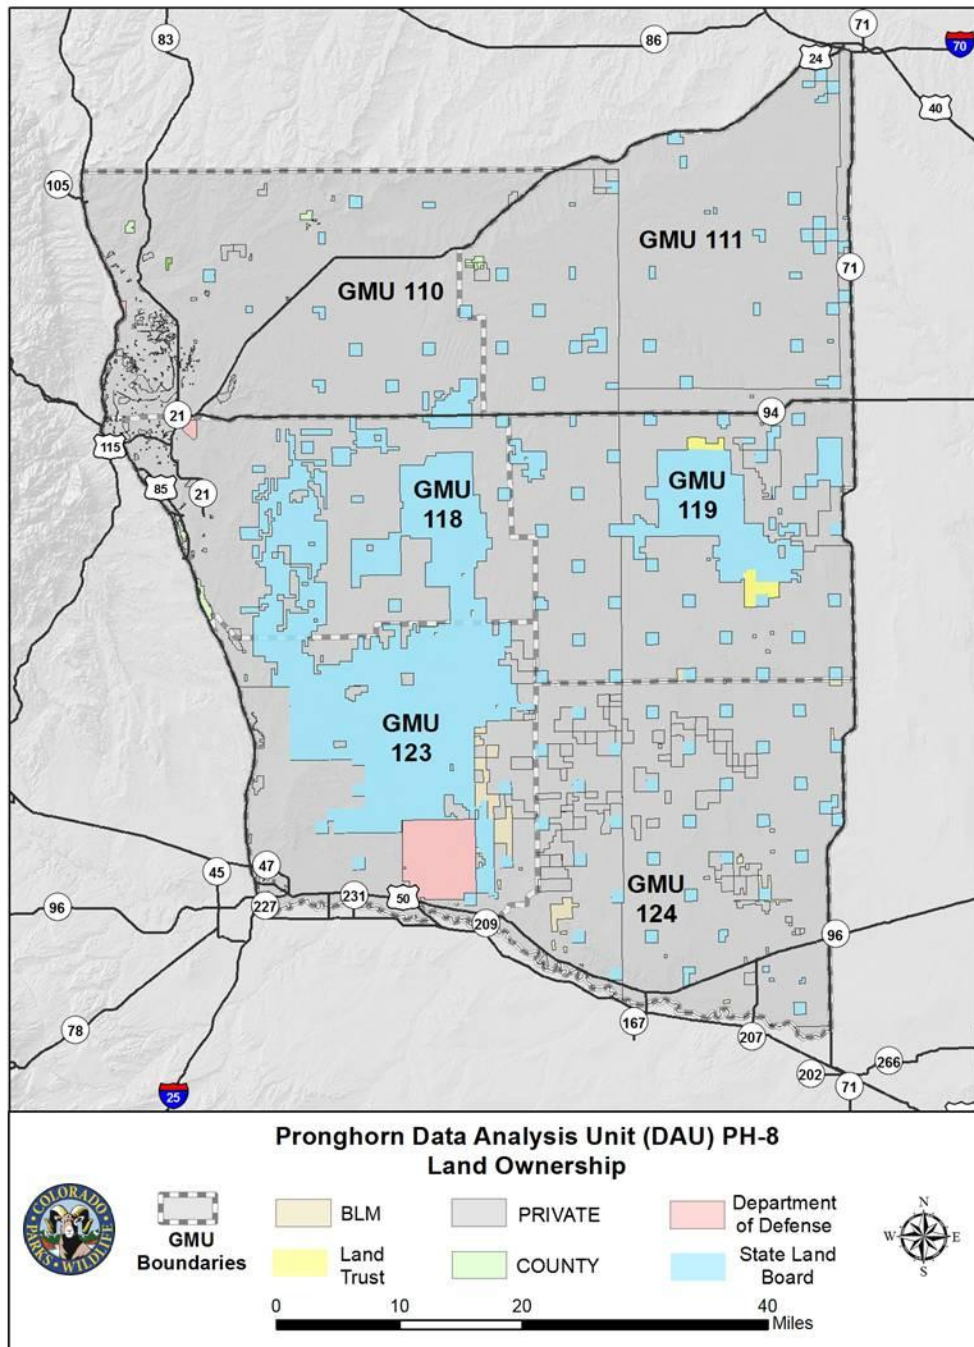 71
83
86
70
24
40
105
GMU 111
71
GMU 110
21
94
115
85
21
GMU
118
GMU
119
GMU
123
47
45
231
50
GMU
124
96
227
209
96
78
167
207
202
266
71
25
Pronghorn Data Analysis Unit (DAU) PH-8
Land Ownership
COLORADO
PARKS
WILDLIFE
GMU
Boundaries
BLM
PRIVATE
Department
of Defense
Land
Trust
COUNTY
State Land
Board
N
W
E
S
0
10
20
40
Miles